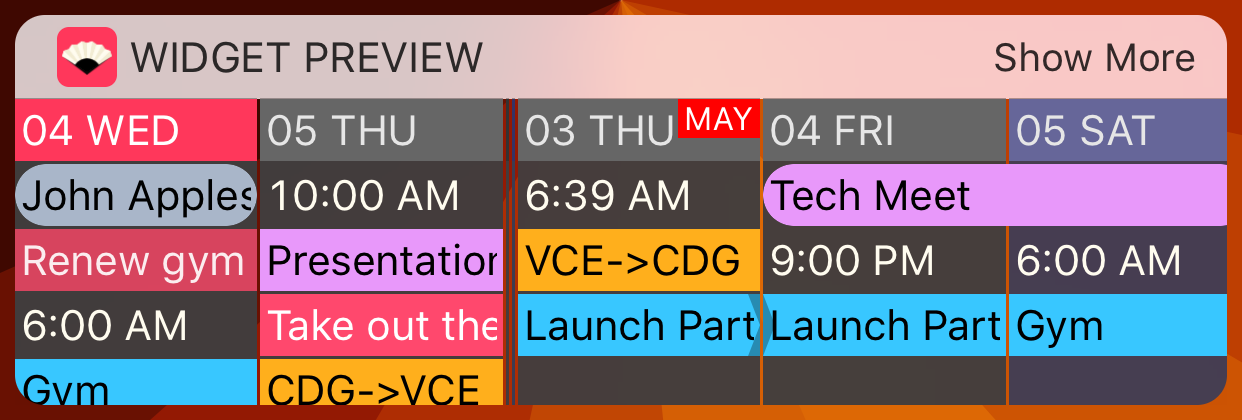 WIDGET PREVIEW
Show More
04 WED
05 THU
03 THU
MAY
04 FRI
05 SAT
John Apples
10:00 AM
6:39 AM
Tech Meet
Renew gym
Presentation
VCE->CDG
9:00 PM
6:00 AM
6:00 AM
Take out the
Launch Part
Launch Part
Gym
Gym
CDG->VCE